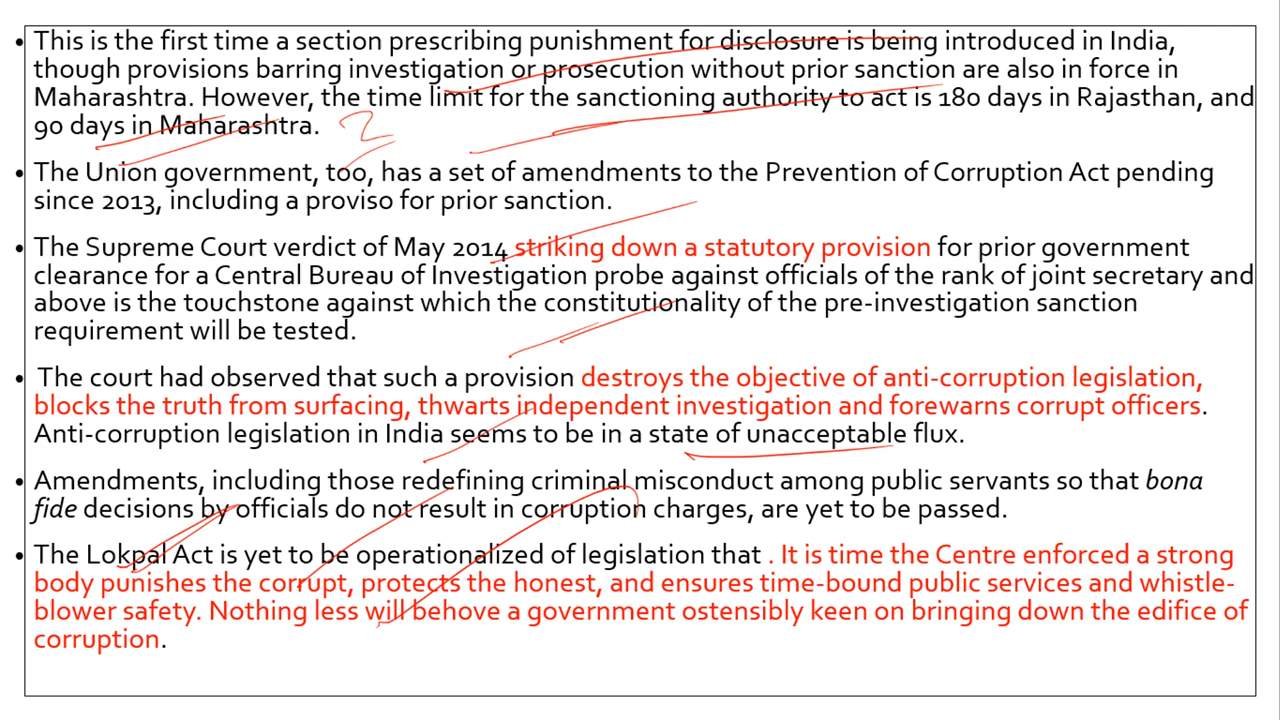 • This is the first time a section prescribing punishment for disclosure is being introduced in India,
though provisions barring investigation or prosecution without prior sanction are also in force in
Maharashtra. However, the time limit for the sanctioning authority to act is 180 days in Rajasthan, and
90 days in Maharashtra.
• The Union government, too, has a set of amendments to the Prevention of Corruption Act pending
since 2013, including a proviso for prior sanction.
• The Supreme Court verdict of May 2014 striking down a statutory provision for prior government
clearance for a Central Bureau of Investigation probe against officials of the rank of joint secretary and
above is the touchstone against which the constitutionality of the pre-investigation sanction
requirement will be tested.
• The court had observed that such a provision destroys the objective of anti-corruption legislation,
blocks the truth from surfacing, thwarts independent investigation and forewarns corrupt officers.
Anti-corruption legislation in India seems to be in a state of unacceptable flux.
• Amendments, including those redefining criminal misconduct among public servants so that bona
fide decisions by officials do not result in corruption charges, are yet to be passed.
• The Lokpal Act is yet to be operationalized of legislation that . It is time the Centre enforced a strong
body punishes the corrupt, protects the honest, and ensures time-bound public services and whistle-
blower safety. Nothing less will behove a government ostensibly keen on bringing down the edifice of
corruption.